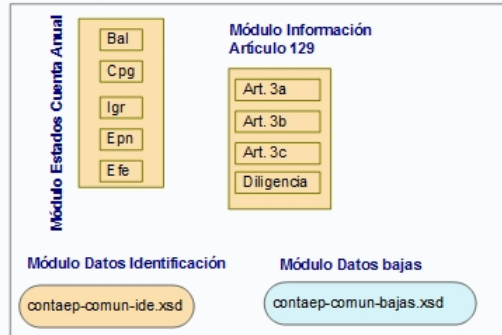 Módulo Estados Cuenta Anual
Bal
Cpg
Igr
Epn
Efe
Módulo Información
Artículo 129
Art. 3a
Art. 3b
Art. 3c
Diligencia
Módulo Datos Identificación
contaep-comun-ide.xsd
Módulo Datos bajas
contaep-comun-bajas.xsd